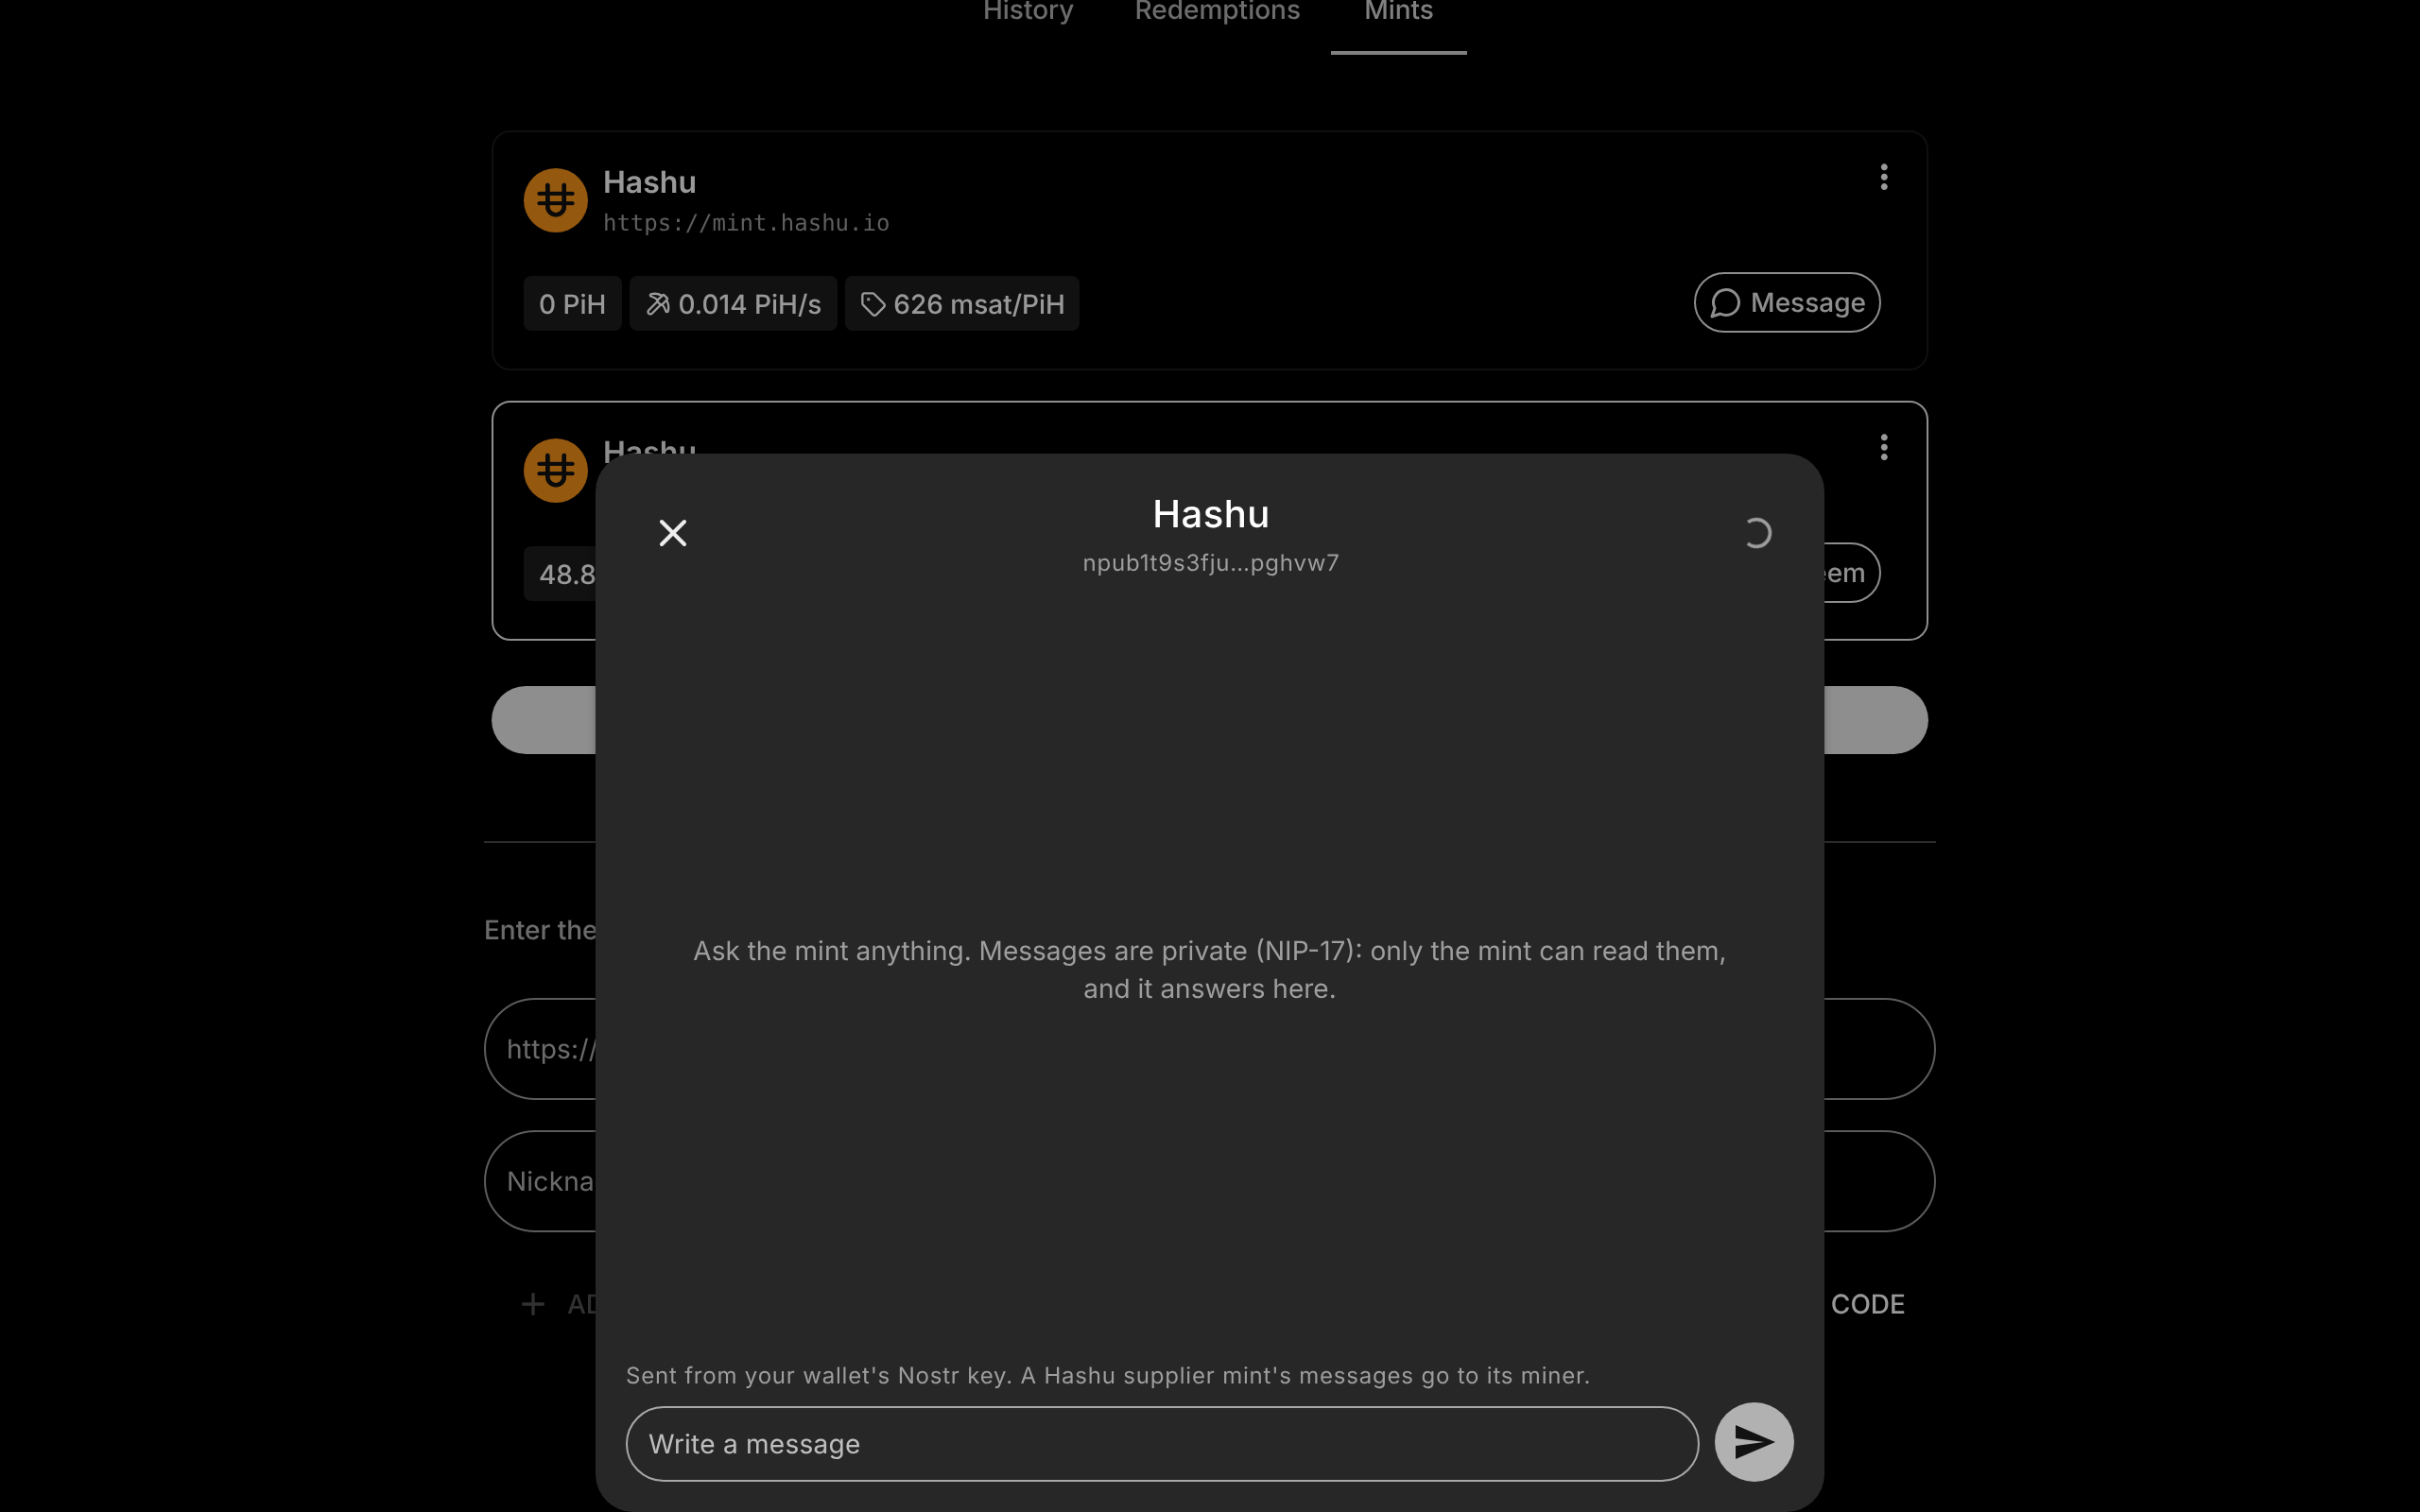 History Redemptions Mints
Hashu
https://mint.hashu.io
0 PiH 0.014 PiH/s 626 msat/PiH Message
Hashu
Hashu
npub1t9s3fju...pghvw7
48.8 eem
Ask the mint anything. Messages are private (NIP-17): only the mint can read them,
and it answers here.
Enter the
https://
Nickna
AD CODE
Sent from your wallet's Nostr key. A Hashu supplier mint's messages go to its miner.
Write a message